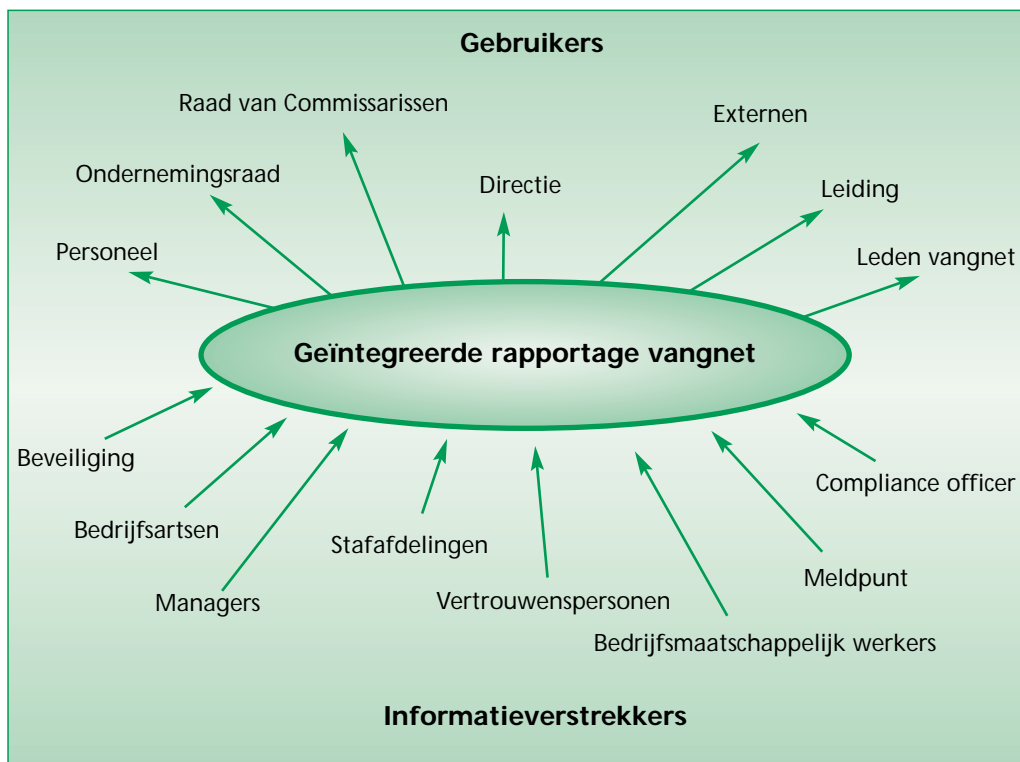 Gebruikers
Raad van Commissarissen
Externen
Ondernemingsraad
Directie
Leiding
Personeel
Leden vangnet
Geïntegreerde rapportage vangnet
Beveiliging
Compliance officer
Bedrijfsartsen
Stafafdelingen
Meldpunt
Managers
Vertrouwenspersonen
Bedrijfsmaatschappelijk werkers
Informatieverstrekkers